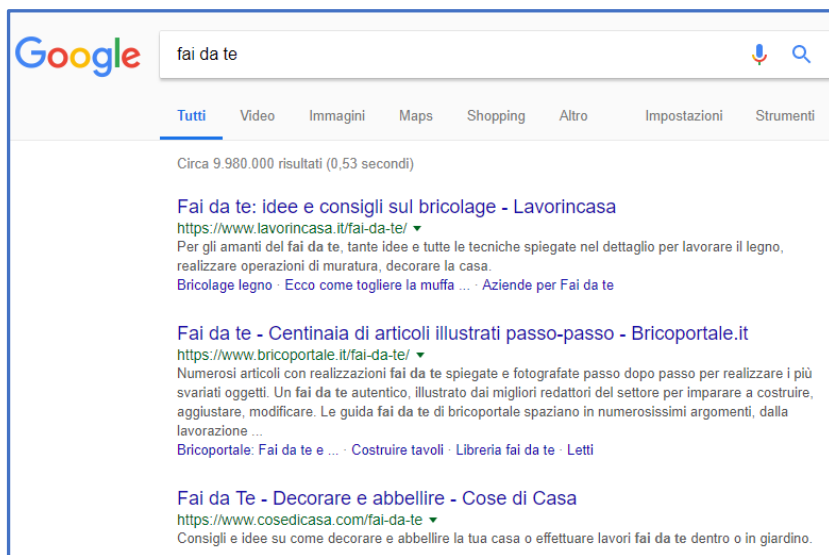 Google
fai da te
Tutti Video Immagini Maps Shopping Altro Impostazioni Strumenti
Circa 9.980.000 risultati (0,53 secondi)
Fai da te: idee e consigli sul bricolage - Lavorincasa
https://www.lavorincasa.it/fai-da-te/
Per gli amanti del fai da te, tante idee e tutte le tecniche spiegate nel dettaglio per lavorare il legno,
realizzare operazioni di muratura, decorare la casa.
Bricolage legno · Ecco come togliere la muffa ... · Aziende per Fai da te
Fai da te - Centinaia di articoli illustrati passo-passo - Bricoportale.it
https://www.bricoportale.it/fai-da-te/
Numerosi articoli con realizzazioni fai da te spiegate e fotografate passo dopo passo per realizzare i più
svariati oggetti. Un fai da te autentico, illustrato dai migliori redattori del settore per imparare a costruire,
aggiustare, modificare. Le guida fai da te di bricoportale spaziano in numerosissimi argomenti, dalla
lavorazione ...
Bricoportale: Fai da te e ... · Costruire tavoli · Libreria fai da te · Letti
Fai da Te - Decorare e abbellire - Cose di Casa
https://www.cosedicasa.com/fai-da-te
Consigli e idee su come decorare e abbellire la tua casa o effettuare lavori fai da te dentro o in giardino.